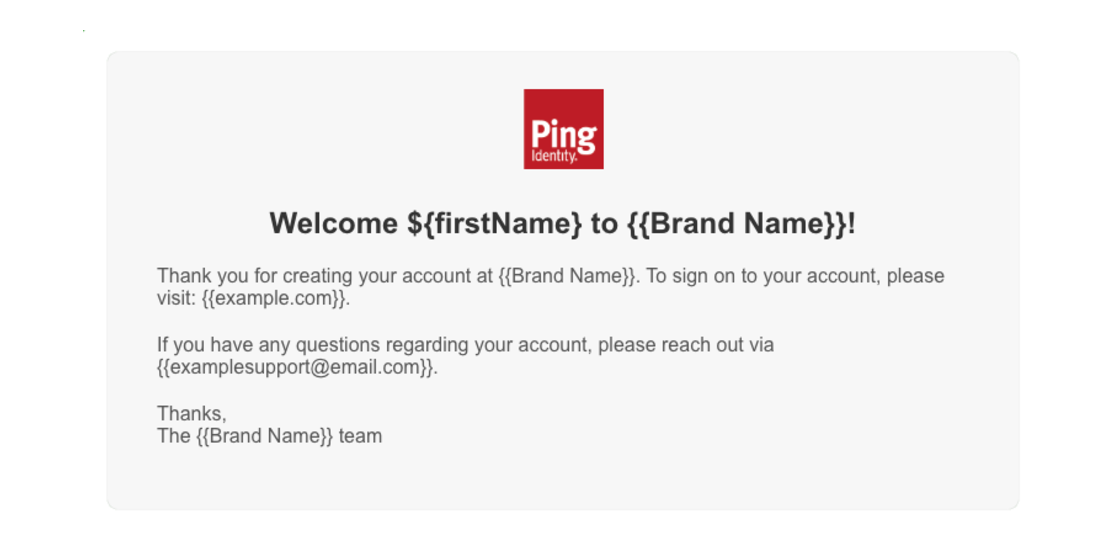 Ping
Identity.
Welcome ${firstName} to {{Brand Name}}!
Thank you for creating your account at {{Brand Name}}. To sign on to your account, please
visit: {{example.com}}.
If you have any questions regarding your account, please reach out via
{{examplesupport@email.com}}.
Thanks,
The {{Brand Name}} team